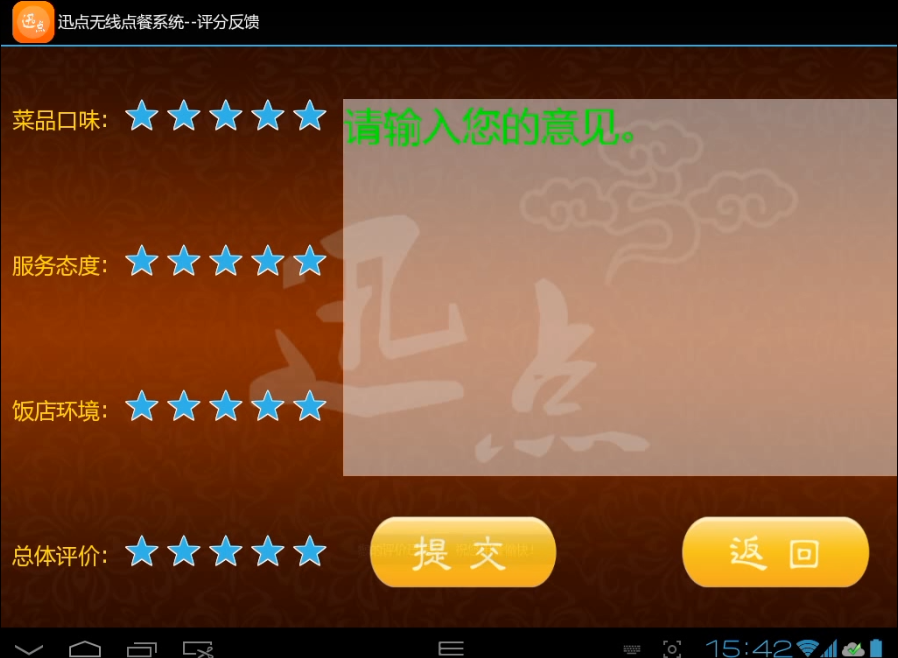 迅点
迅点无线点餐系统--评分反馈
菜品口味：
请输入您的意见。
服务态度：
迅点
饭店环境：
总体评价：
提交
返回
15:42